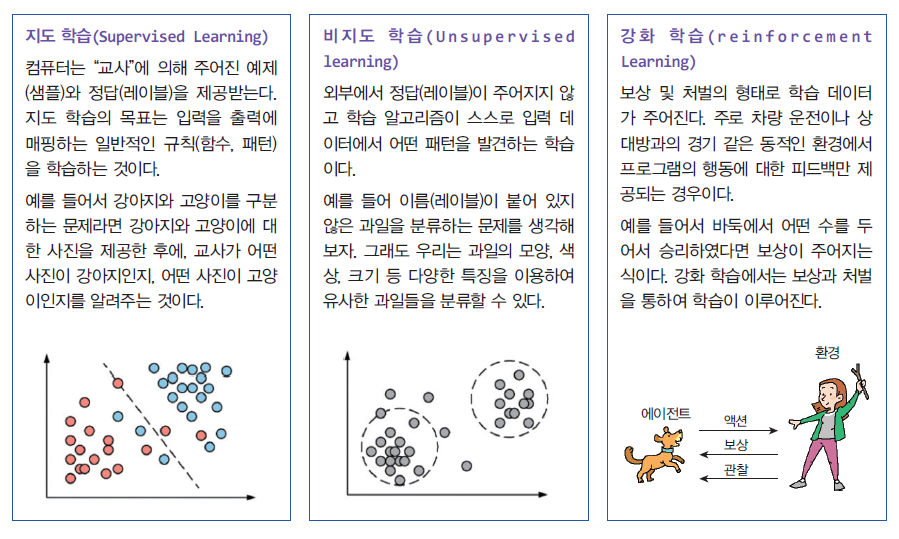 지도 학습(Supervised Learning)
컴퓨터는 “교사”에 의해 주어진 예제
(샘플)와 정답(레이블)을 제공받는다.
지도 학습의 목표는 입력을 출력에
매핑하는 일반적인 규칙(함수, 패턴)
을 학습하는 것이다.
예를 들어서 강아지와 고양이를 구분
하는 문제라면 강아지와 고양이에 대
한 사진을 제공한 후에, 교사가 어떤
사진이 강아지인지, 어떤 사진이 고양
이인지를 알려주는 것이다.
비지도 학습(Unsupervised
learning)
외부에서 정답(레이블)이 주어지지 않
고 학습 알고리즘이 스스로 입력 데
이터에서 어떤 패턴을 발견하는 학습
이다.
예를 들어 이름(레이블)이 붙어 있지
않은 과일을 분류하는 문제를 생각해
보자. 그래도 우리는 과일의 모양, 색
상, 크기 등 다양한 특징을 이용하여
유사한 과일들을 분류할 수 있다.
강화 학습(reinforcement
Learning)
보상 및 처벌의 형태로 학습 데이터
가 주어진다. 주로 차량 운전이나 상
대방과의 경기 같은 동적인 환경에서
프로그램의 행동에 대한 피드백만 제
공되는 경우이다.
예를 들어서 바둑에서 어떤 수를 두
어서 승리하였다면 보상이 주어지는
식이다. 강화 학습에서는 보상과 처벌
을 통하여 학습이 이루어진다.
환경
에이전트
액션
보상
관찰